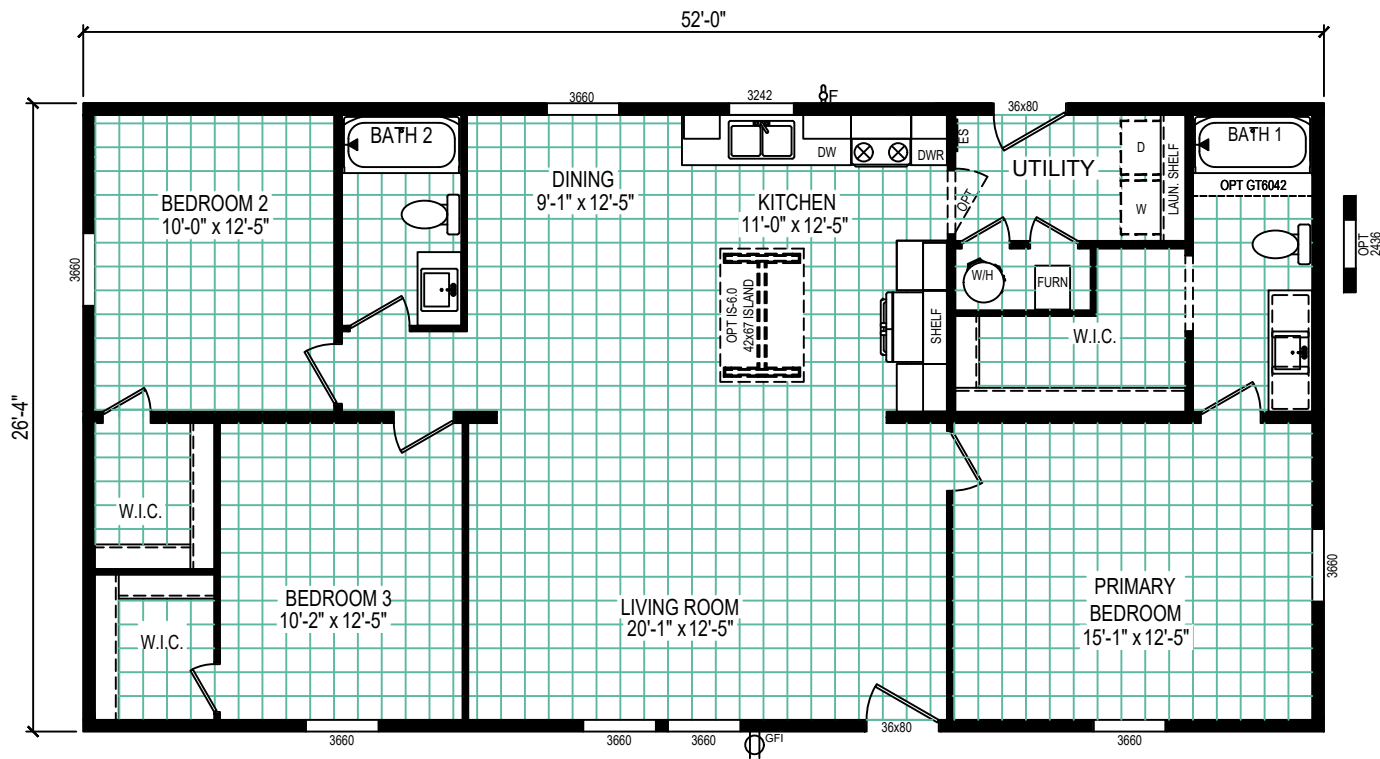 52'-0"
3660
3242
F
36x80
BATH 2
DW
DWR
ES
UTILITY
D
W
LAUN. SHELF
BATH 1
OPT GT6042
OPT
2436
BEDROOM 2
10'-0" x 12'-5"
DINING
9'-1" x 12'-5"
KITCHEN
11'-0" x 12'-5"
OPT
3660
OPT IS-6.0
42x67 ISLAND
SHELF
W/H
FURN
W.I.C.
26'-4"
W.I.C.
W.I.C.
BEDROOM 3
10'-2" x 12'-5"
LIVING ROOM
20'-1" x 12'-5"
PRIMARY
BEDROOM
15'-1" x 12'-5"
3660
3660
3660
3660
GFI
36x80
3660